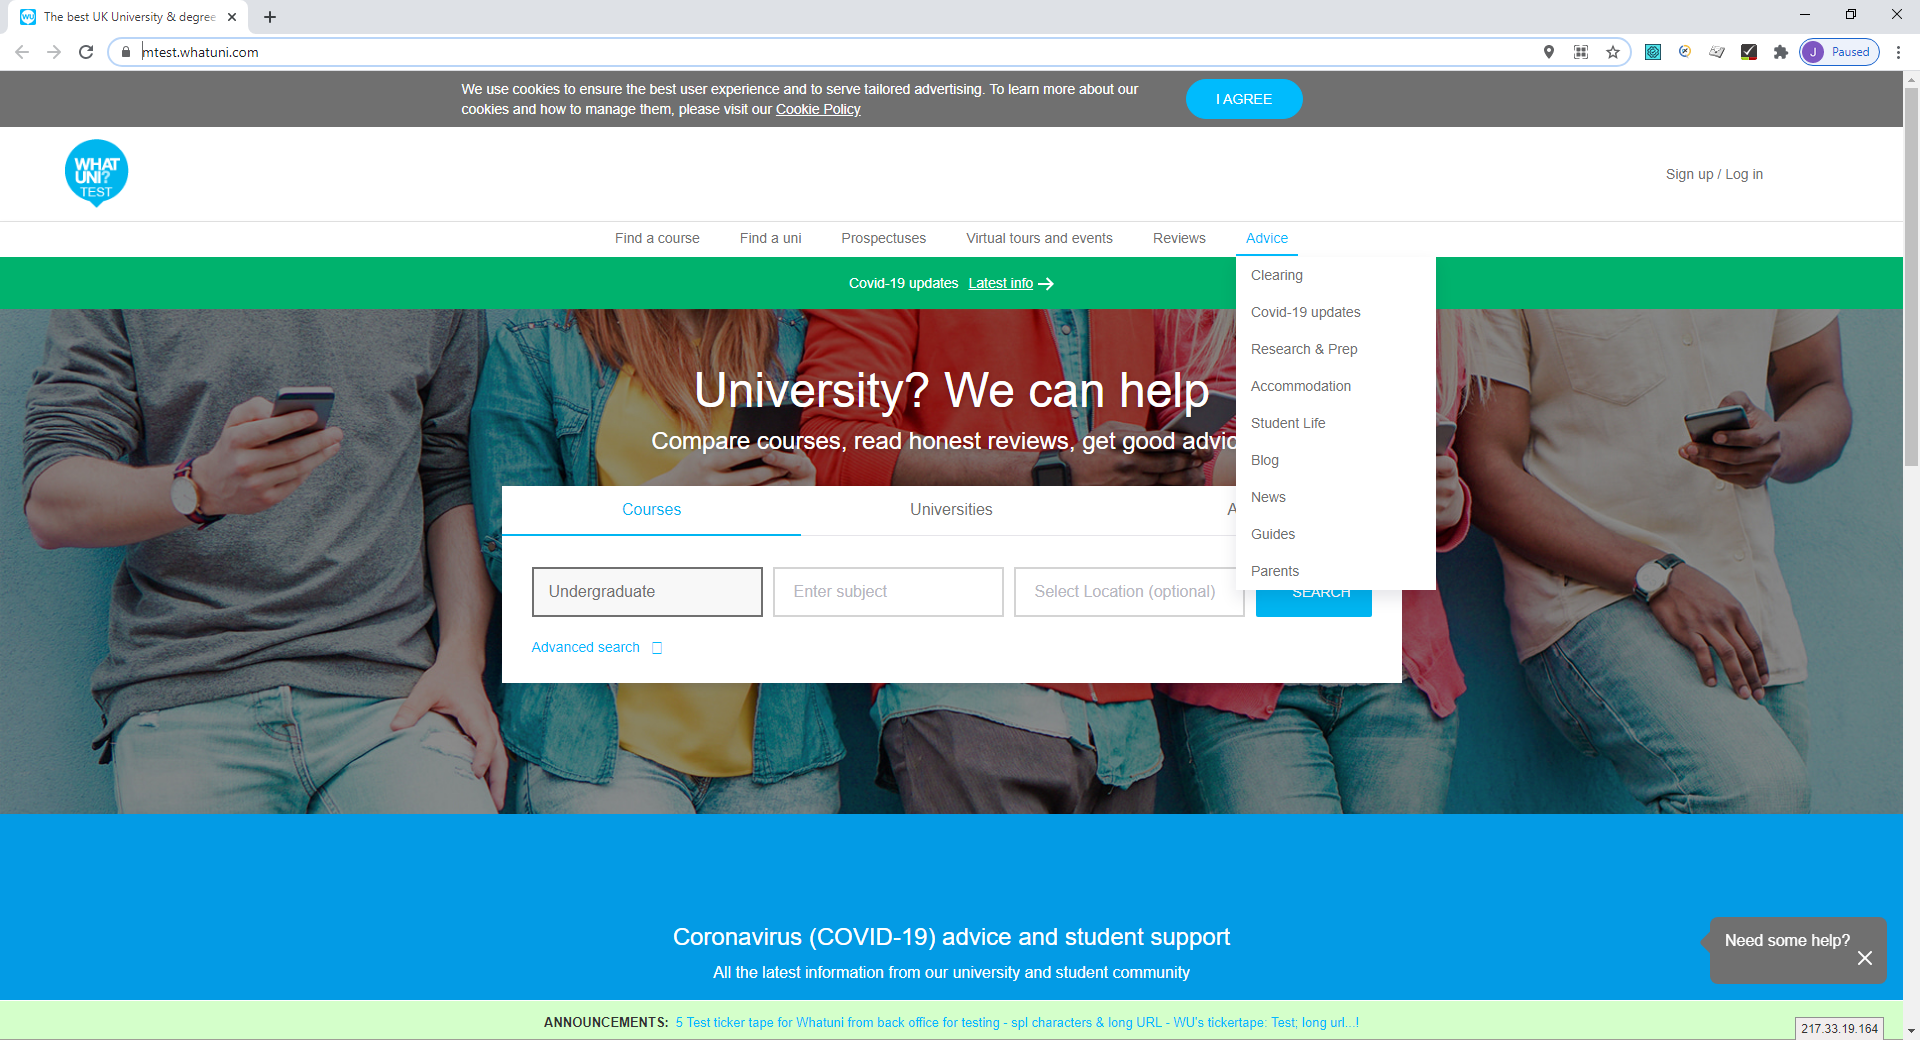 The best UK University & degree
mtest.whatuni.com
J Paused
We use cookies to ensure the best user experience and to serve tailored advertising. To learn more about our
cookies and how to manage them, please visit our Cookie Policy
I AGREE
WHAT
UNI?
TEST
Sign up / Log in
Find a course
Find a uni
Prospectuses
Virtual tours and events
Reviews
Advice
Covid-19 updates Latest info
Clearing
Covid-19 updates
Research & Prep
Accommodation
Student Life
Blog
News
Guides
Parents
University? We can help
Compare courses, read honest reviews, get good advic
Courses
Universities
A
Undergraduate
Enter subject
Select Location (optional)
SEARCH
Advanced search
Coronavirus (COVID-19) advice and student support
All the latest information from our university and student community
Need some help?
ANNOUNCEMENTS: 5 Test ticker tape for Whatuni from back office for testing - spl characters & long URL - WU's tickertape: Test; long url...!
217.33.19.164